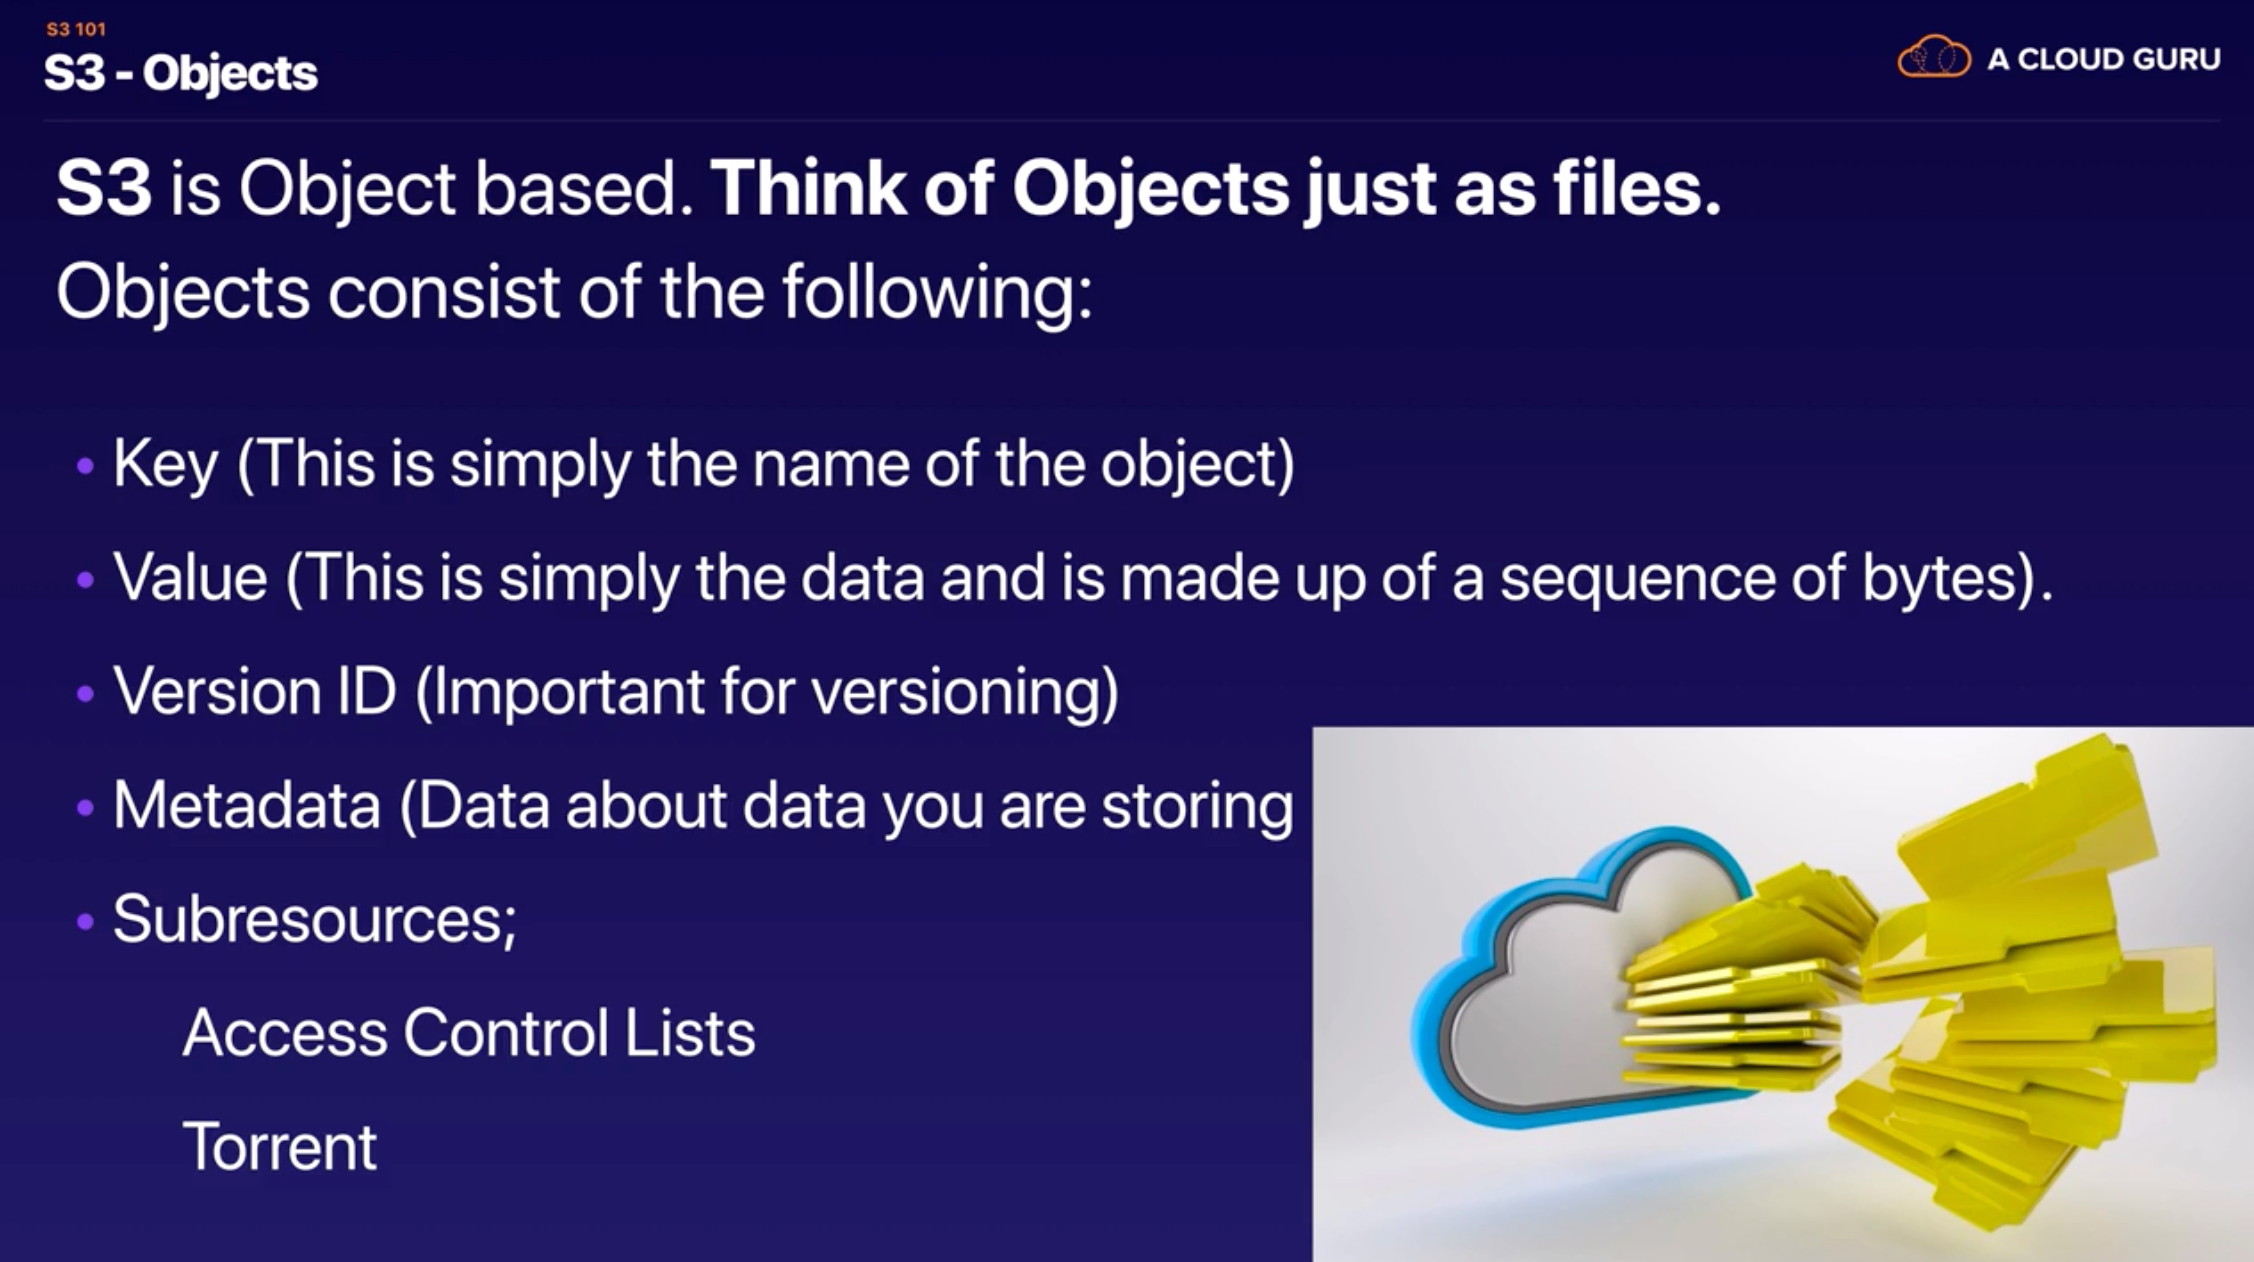 S3 101
S3 - Objects
A CLOUD GURU
S3 is Object based. Think of Objects just as files.
Objects consist of the following:
• Key (This is simply the name of the object)
• Value (This is simply the data and is made up of a sequence of bytes).
• Version ID (Important for versioning)
• Metadata (Data about data you are storing
• Subresources;
Access Control Lists
Torrent